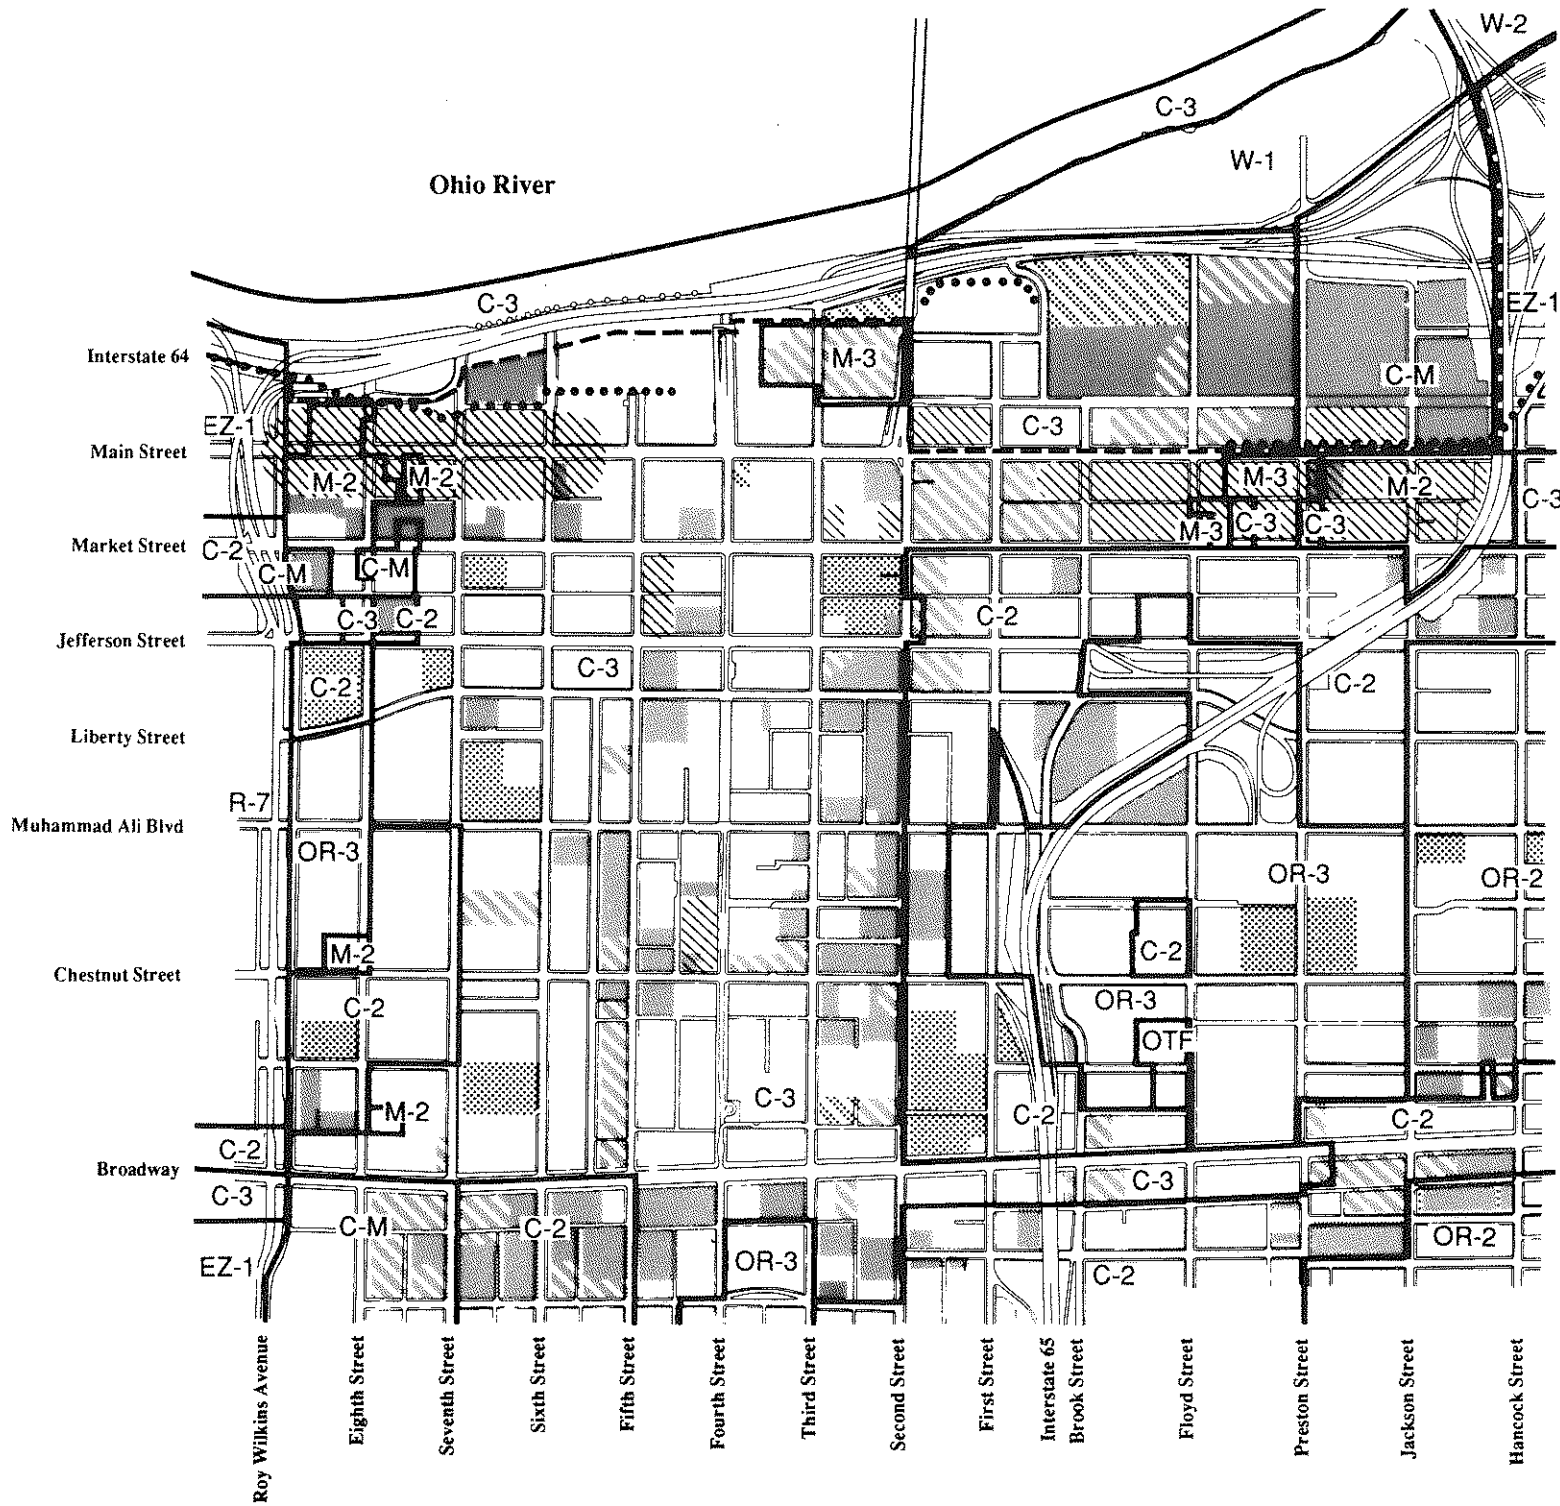 W-2
C-3
W-1
Ohio River
C-3
EZ-1
Interstate 64
M-3
C-M
EZ-1
C-3
Main Street
M-2
M-2
M-3
M-2
C-3
M-3
C-3
C-3
Market Street
C-2
C-M
C-M
C-3
C-2
C-2
Jefferson Street
C-3
C-2
C-2
Liberty Street
R-7
Muhammad Ali Blvd
OR-3
OR-3
OR-2
M-2
C-2
Chestnut Street
C-2
OR-3
OTF
C-3
M-2
C-2
C-2
C-2
Broadway
C-3
C-3
C-M
C-2
OR-2
EZ-1
OR-3
C-2
Roy Wilkins Avenue
Eighth Street
Seventh Street
Sixth Street
Fifth Street
Fourth Street
Third Street
Second Street
First Street
Interstate 65
Brook Street
Floyd Street
Preston Street
Jackson Street
Hancock Street